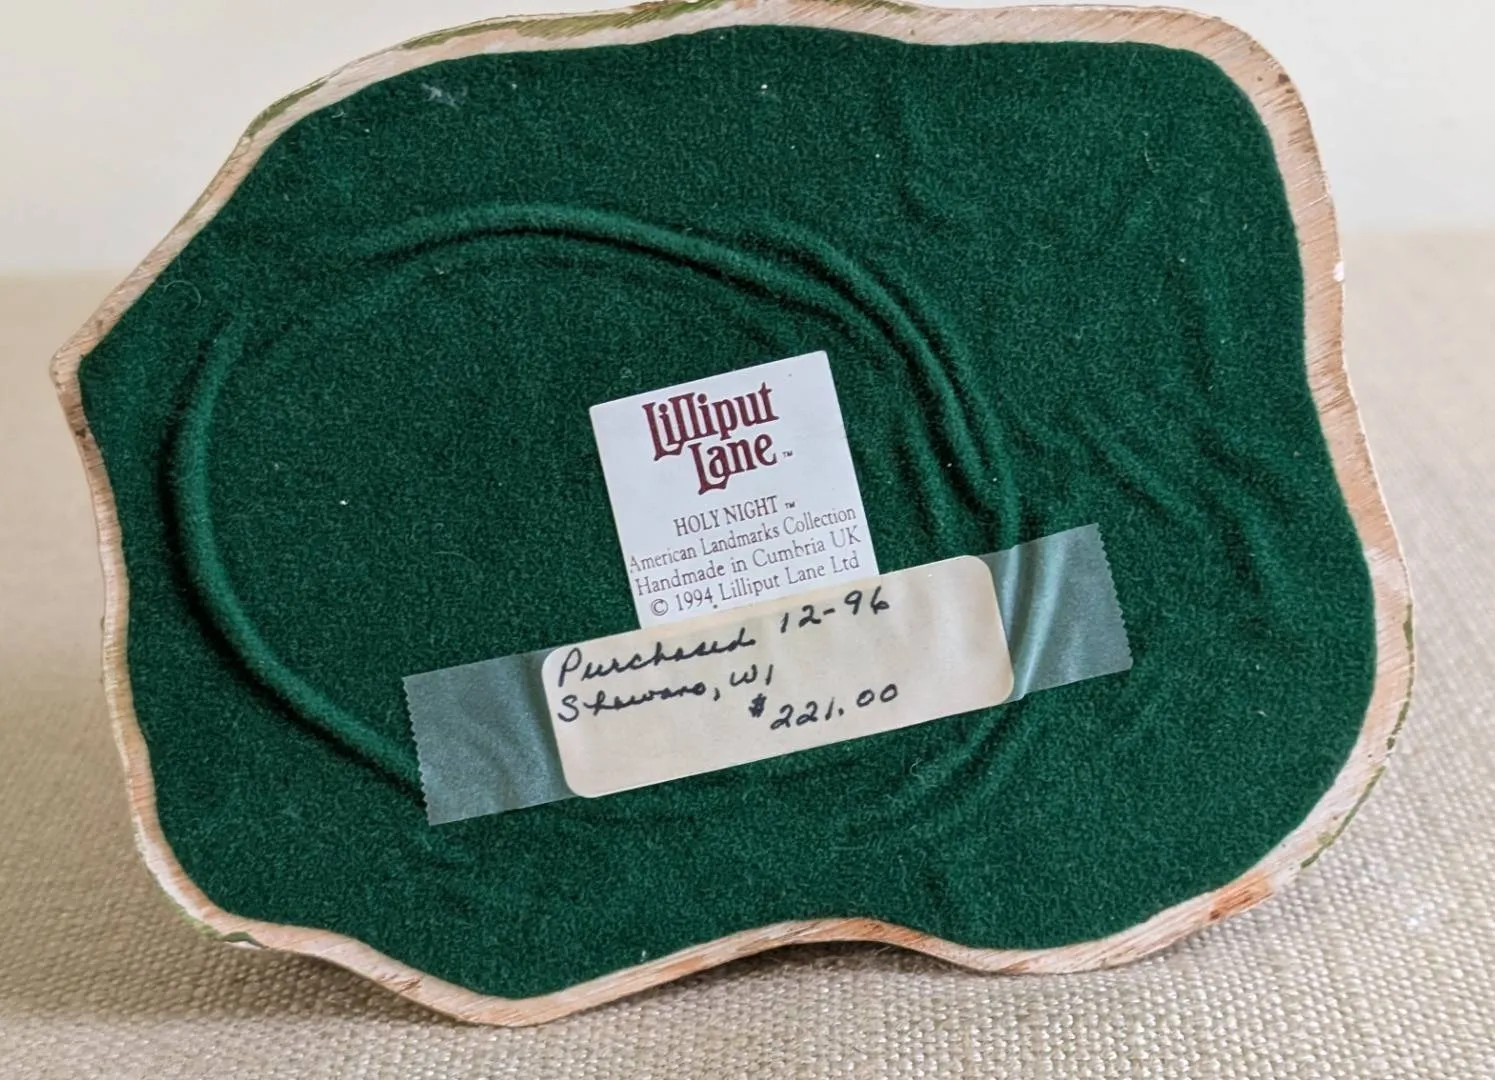 Lilliput
Lane™
HOLY NIGHT™
American Landmarks Collection
Handmade in Cumbria UK
© 1994 Lilliput Lane Ltd
Purchased 12-96
Shawano, WI
$221.00